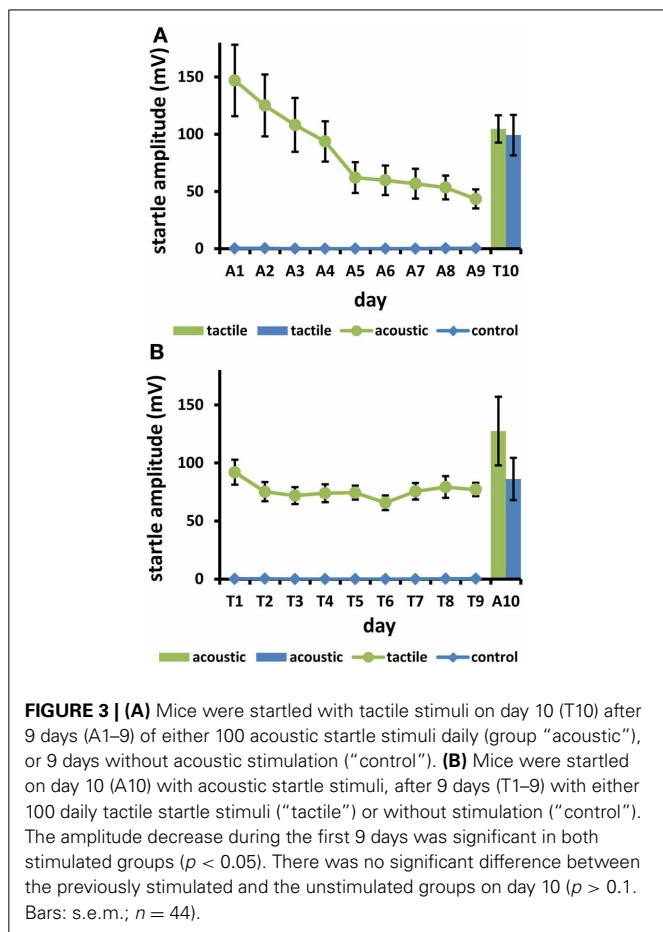 A
startle amplitude (mV)
150
100
50
0
A1 A2 A3 A4 A5 A6 A7 A8 A9 T10
day
tactile tactile acoustic control
B
startle amplitude (mV)
150
100
50
0
T1 T2 T3 T4 T5 T6 T7 T8 T9 A10
day
acoustic acoustic tactile control
FIGURE 3 | (A) Mice were startled with tactile stimuli on day 10 (T10) after
9 days (A1–9) of either 100 acoustic startle stimuli daily (group “acoustic”),
or 9 days without acoustic stimulation (“control”). (B) Mice were startled
on day 10 (A10) with acoustic startle stimuli, after 9 days (T1–9) with either
100 daily tactile startle stimuli (“tactile”) or without stimulation (“control”).
The amplitude decrease during the first 9 days was significant in both
stimulated groups (p < 0.05). There was no significant difference between
the previously stimulated and the unstimulated groups on day 10 (p > 0.1.
Bars: s.e.m.; n = 44).